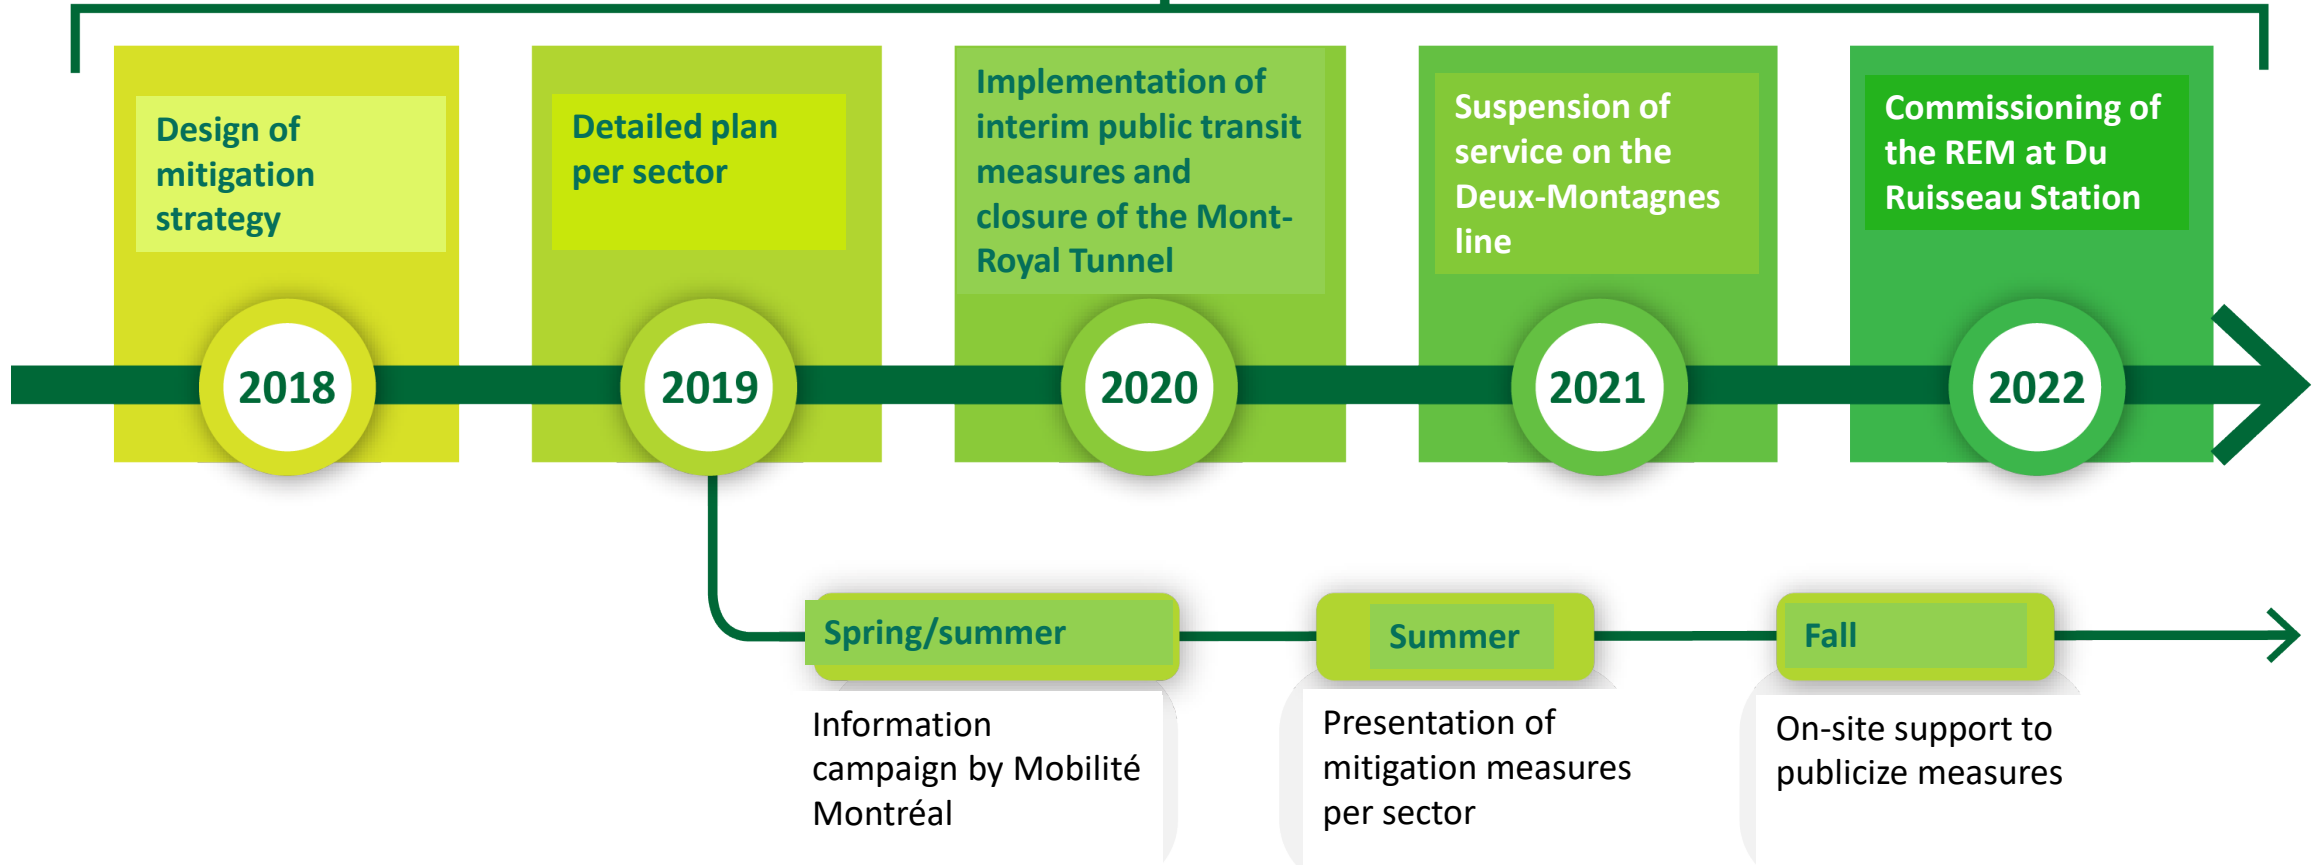 Design of
mitigation
strategy
Detailed plan
per sector
Implementation of
interim public transit
measures and
closure of the Mont-
Royal Tunnel
Suspension of
service on the
Deux-Montagnes
line
Commissioning of
the REM at Du
Ruisseau Station
2018
2019
2020
2021
2022
Spring/summer
Information
campaign by Mobilité
Montréal
Summer
Presentation of
mitigation measures
per sector
Fall
On-site support to
publicize measures